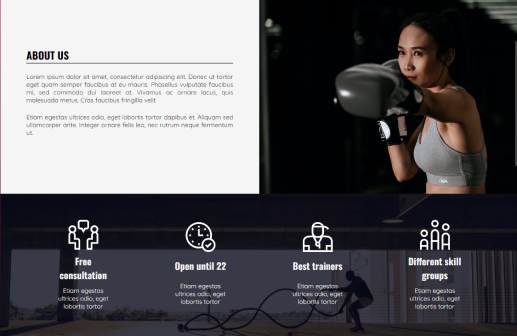 ABOUT US
Lorem ipsum dolor sit amet, consectetur adipiscing elit. Donec ut tortor
eget quam semper faucibus at eu mauris. Phasellus vulputate faucibus
mi, sed commodo dui laoreet at. Vivamus ac ornare lacus, quis
malesuada metus. Cras faucibus fringilla velit
Etiam egestas ultrices odio, eget lobortis tortor dapibus et. Aliquam sed
ullamcorper ante. Integer ornare felis leo, nec rutrum neque fermentum
ut.
Free
consultation
Etiam egestas
ultrices odio, eget
lobortis tortor
Open until 22
Etiam egestas
ultrices odio, eget
lobortis tortor
Best trainers
Etiam egestas
ultrices odio, eget
lobortis tortor
Different skill
groups
Etiam egestas
ultrices odio, eget
lobortis tortor